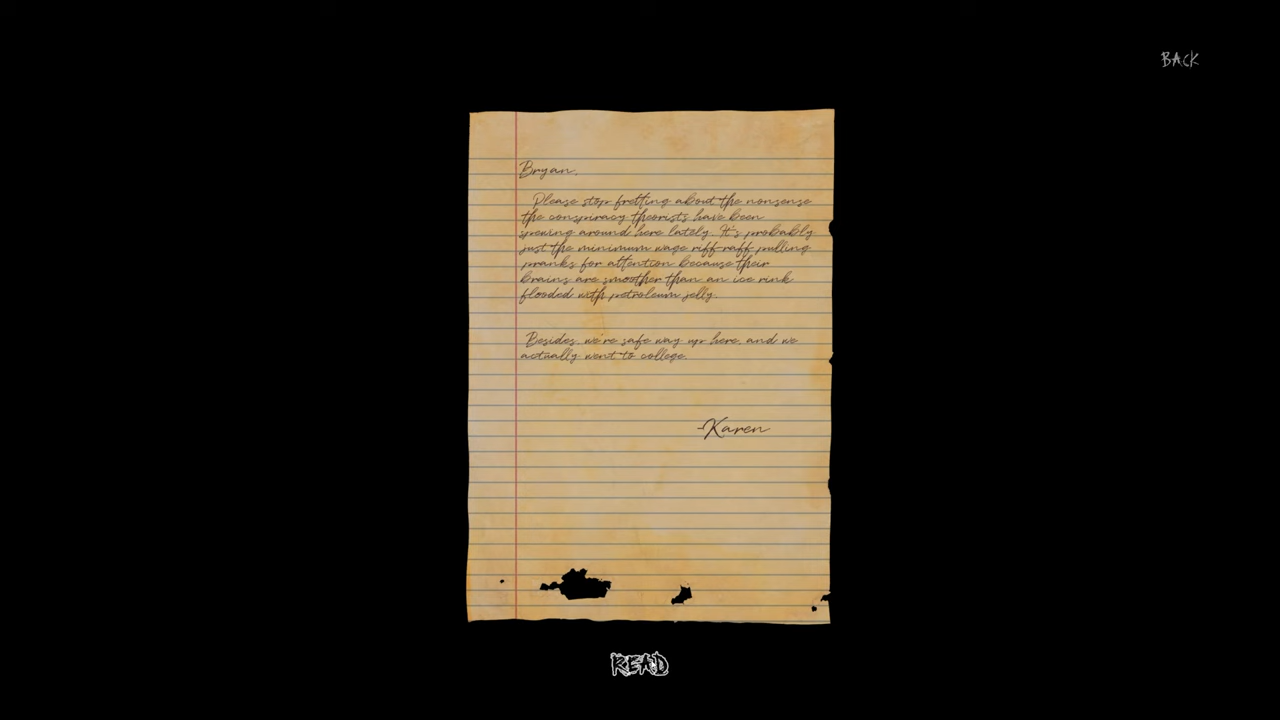 BACK
Bryan,
Please stop fretting about the nonsense
the conspiracy theorists have been
spewing around here lately. It's probably
just the minimum wage riff-raff pulling
pranks for attention because their
brains are smoother than an ice rink
flooded with petroleum jelly.
Besides, we're safe way up here, and we
actually went to college.
-Karen
READ